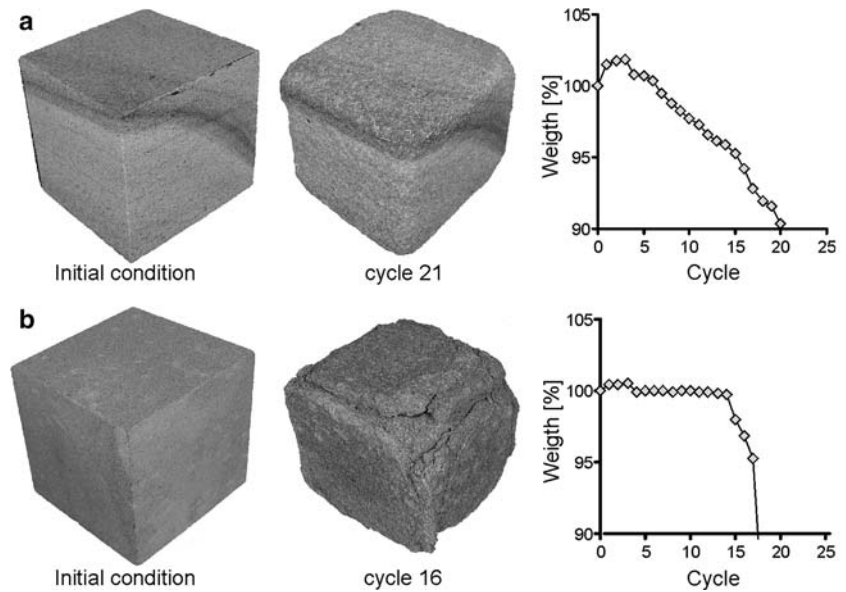 a
Initial condition
cycle 21
Weigth [%]
105
100
95
90
0 5 10 15 20 25
Cycle
b
Initial condition
cycle 16
Weigth [%]
105
100
95
90
0 5 10 15 20 25
Cycle